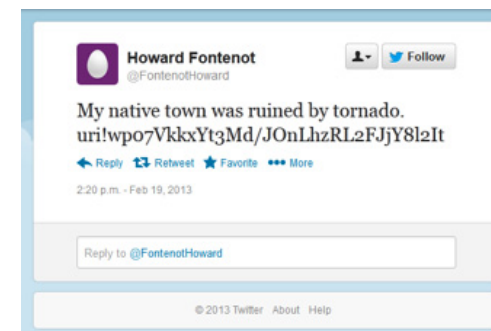 Howard Fontenot
@FontenotHoward
Follow
My native town was ruined by tornado.
uri!wp07VkkxYt3Md/JOnLhzRL2FJjY8l2It
Reply Retweet Favorite More
2:20 p.m. - Feb 19, 2013
Reply to @FontenotHoward
© 2013 Twitter About Help